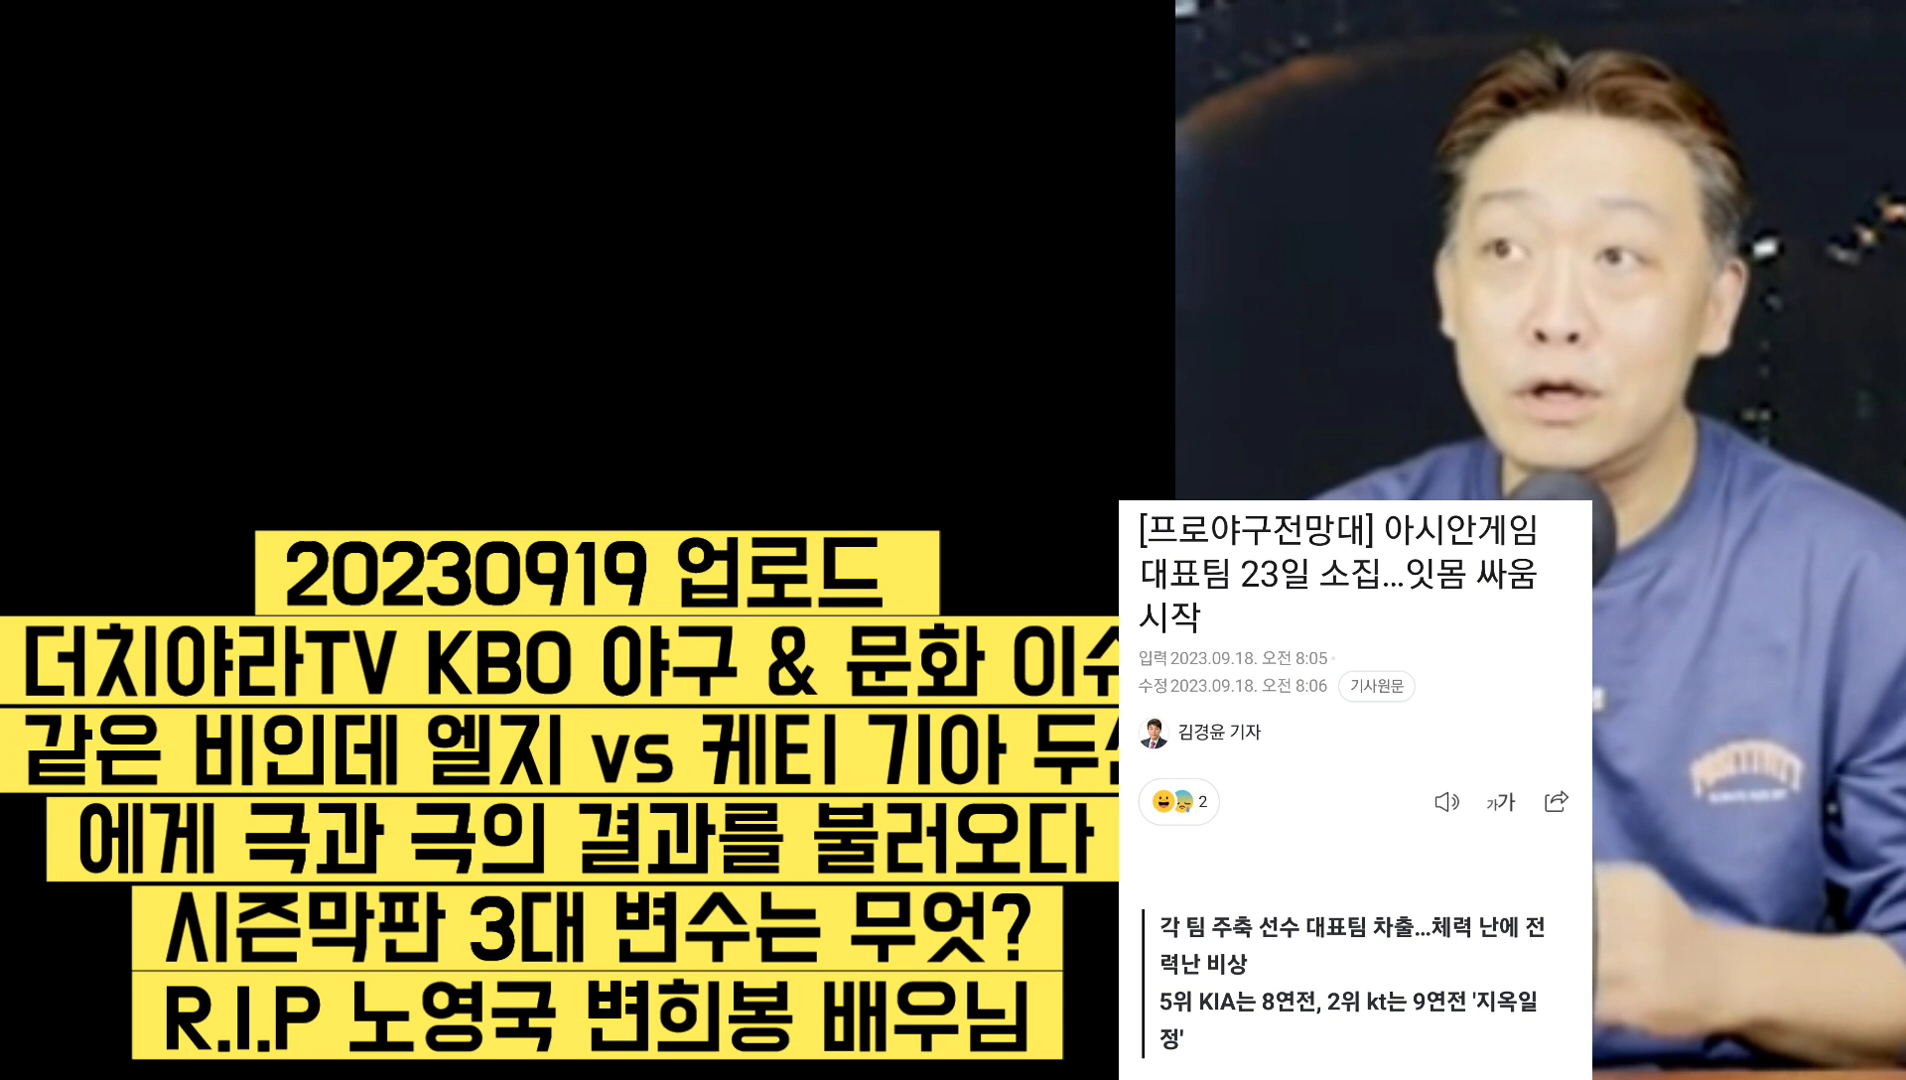 20230919 업로드
더치야라TV KBO 야구 & 문화 이슈
같은 비인데 엘지 vs 케티 기아 두산
에게 극과 극의 결과를 불러오다
시즌막판 3대 변수는 무엇?
R.I.P 노영국 변희봉 배우님
[프로야구전망대] 아시안게임
대표팀 23일 소집...잇몸 싸움
시작
입력 2023.09.18. 오전 8:05
수정 2023.09.18. 오전 8:06 기사원문
김경윤 기자
2
가가
각 팀 주축 선수 대표팀 차출...체력 난에 전
력난 비상
5위 KIA는 8연전, 2위 kt는 9연전 '지옥일
정'